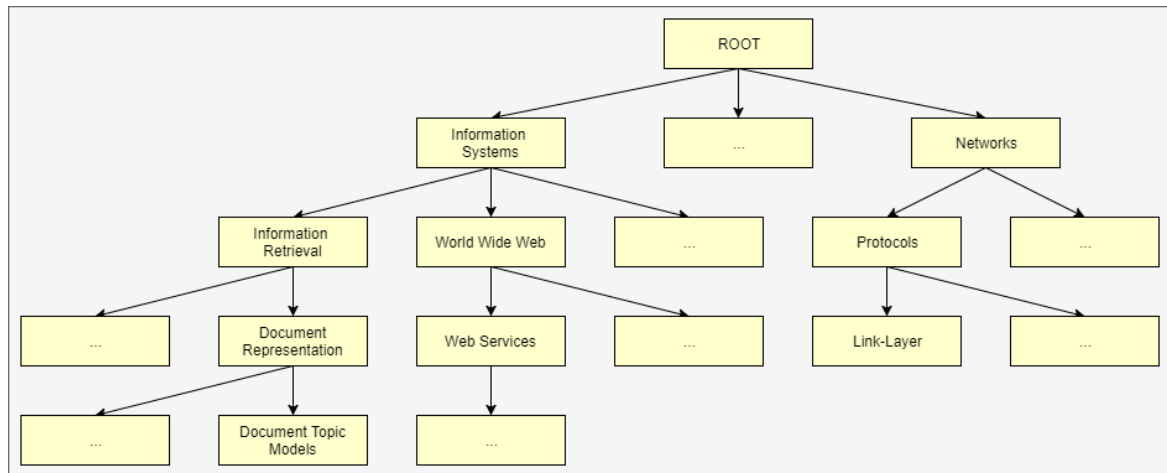 ROOT
Information
Systems
...
Networks
Information
Retrieval
World Wide Web
...
Protocols
...
...
Document
Representation
Web Services
...
Link-Layer
...
...
Document Topic
Models
...